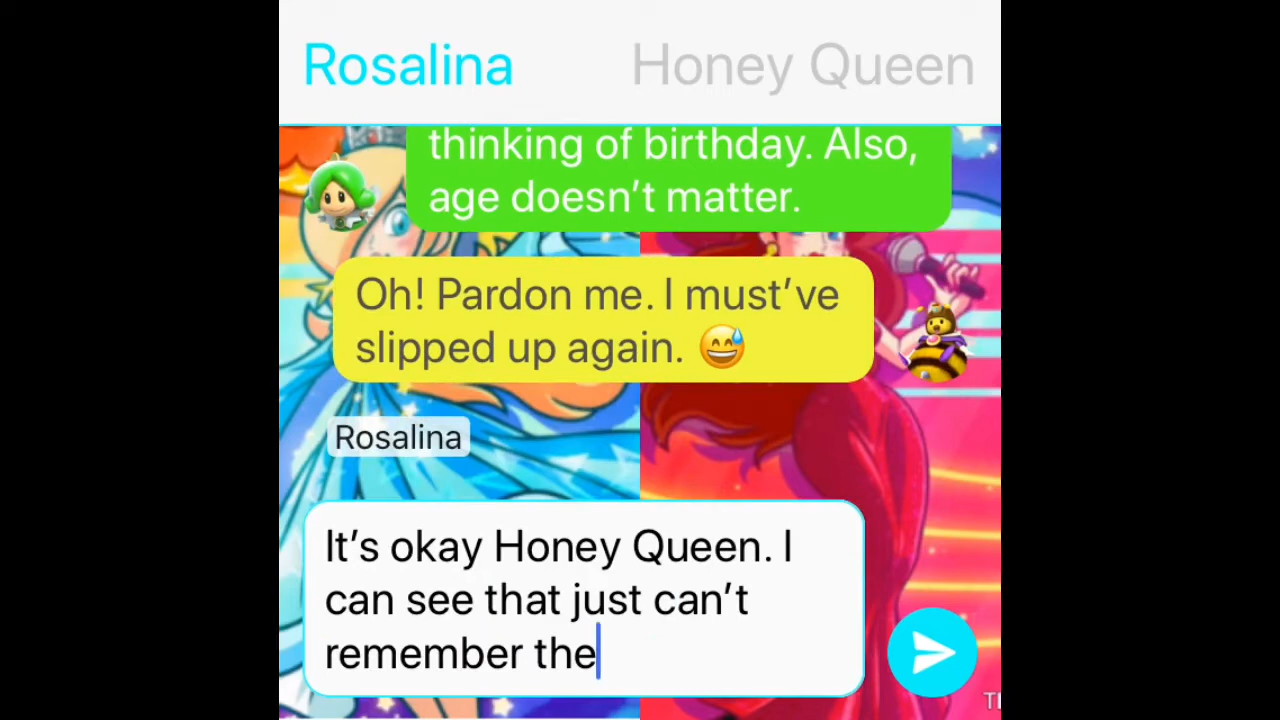 Rosalina
Honey Queen
thinking of birthday. Also,
age doesn’t matter.
Oh! Pardon me. I must’ve
slipped up again. 😅
Rosalina
It’s okay Honey Queen. I
can see that just can’t
remember the